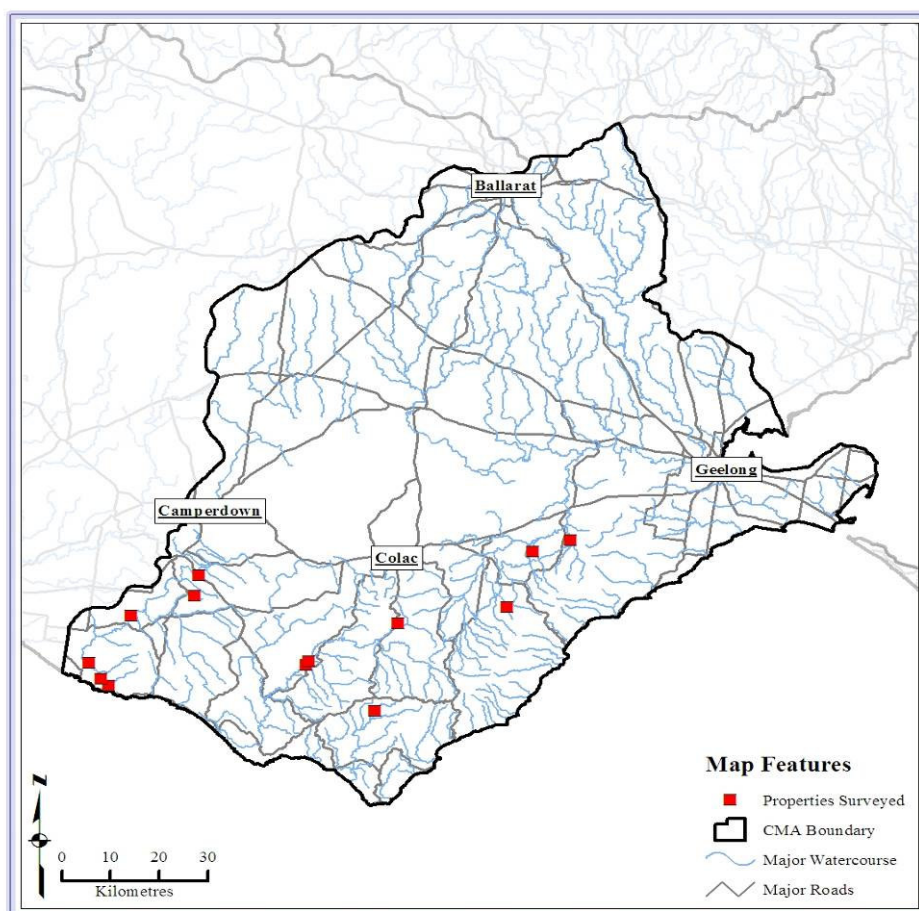 Ballarat
Geelong
Camperdown
Colac
Map Features
Properties Surveyed
CMA Boundary
Major Watercourse
Major Roads
N
0 10 20 30
Kilometres